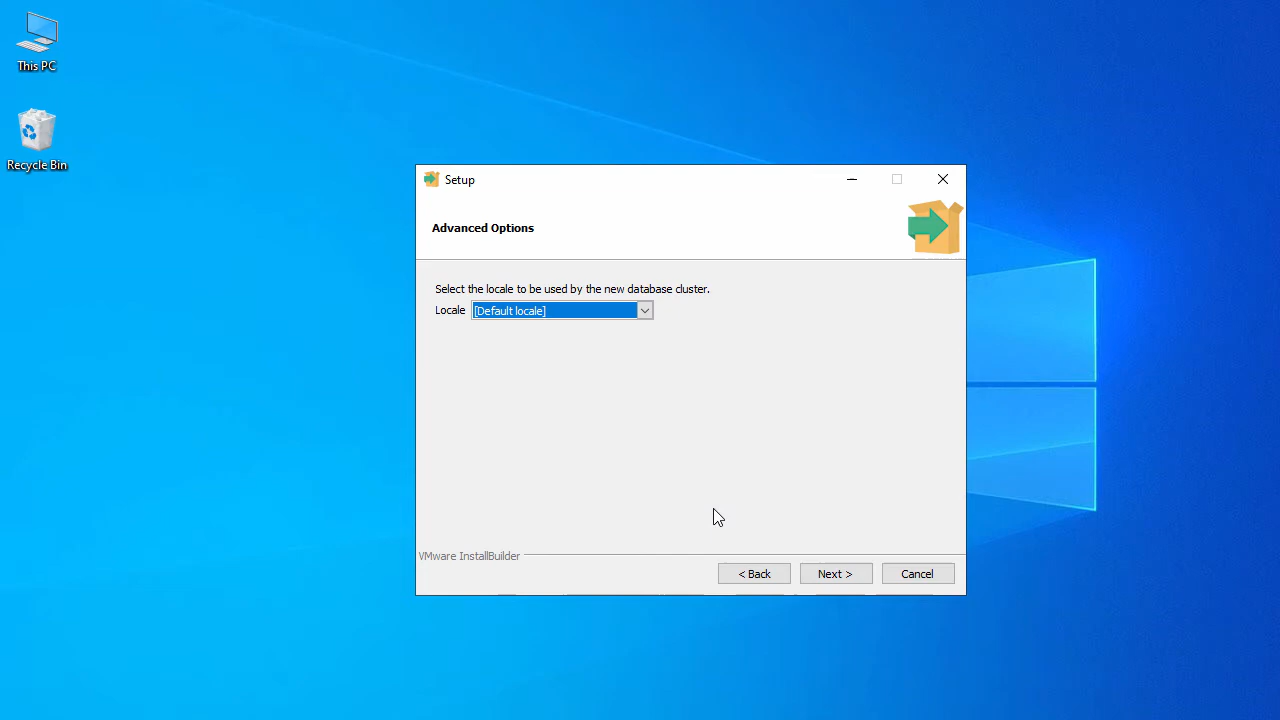 This PC
Recycle Bin
Setup
Advanced Options
Select the locale to be used by the new database cluster.
Locale [Default locale]
VMware InstallBuilder
< Back Next > Cancel